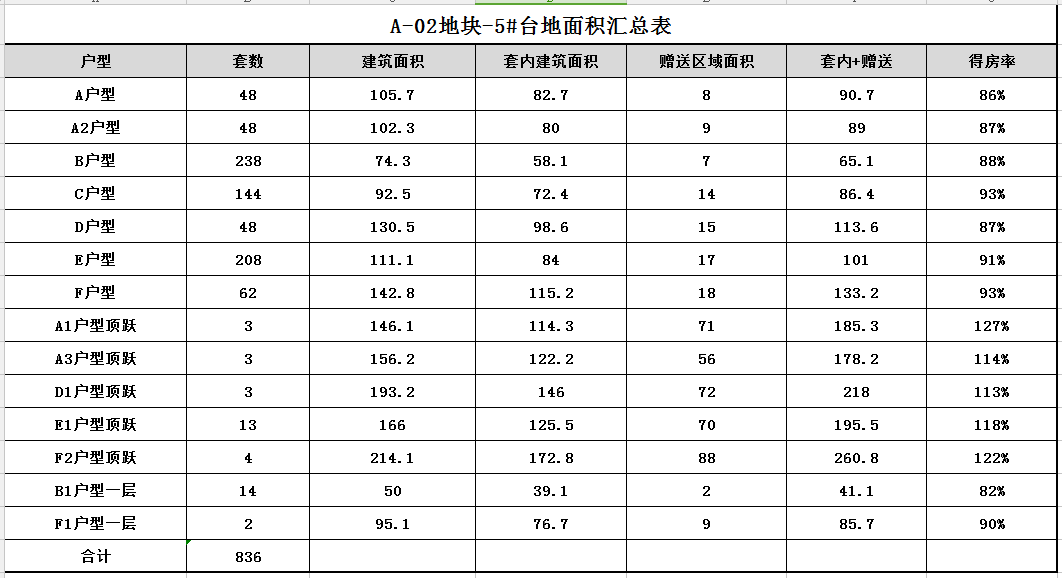 A-02地块-5#台地面积汇总表
户型 套数 建筑面积 套内建筑面积 赠送区域面积 套内+赠送 得房率
A户型 48 105.7 82.7 8 90.7 86%
A2户型 48 102.3 80 9 89 87%
B户型 238 74.3 58.1 7 65.1 88%
C户型 144 92.5 72.4 14 86.4 93%
D户型 48 130.5 98.6 15 113.6 87%
E户型 208 111.1 84 17 101 91%
F户型 62 142.8 115.2 18 133.2 93%
A1户型顶跃 3 146.1 114.3 71 185.3 127%
A3户型顶跃 3 156.2 122.2 56 178.2 114%
D1户型顶跃 3 193.2 146 72 218 113%
E1户型顶跃 13 166 125.5 70 195.5 118%
F2户型顶跃 4 214.1 172.8 88 260.8 122%
B1户型一层 14 50 39.1 2 41.1 82%
F1户型一层 2 95.1 76.7 9 85.7 90%
合计 836